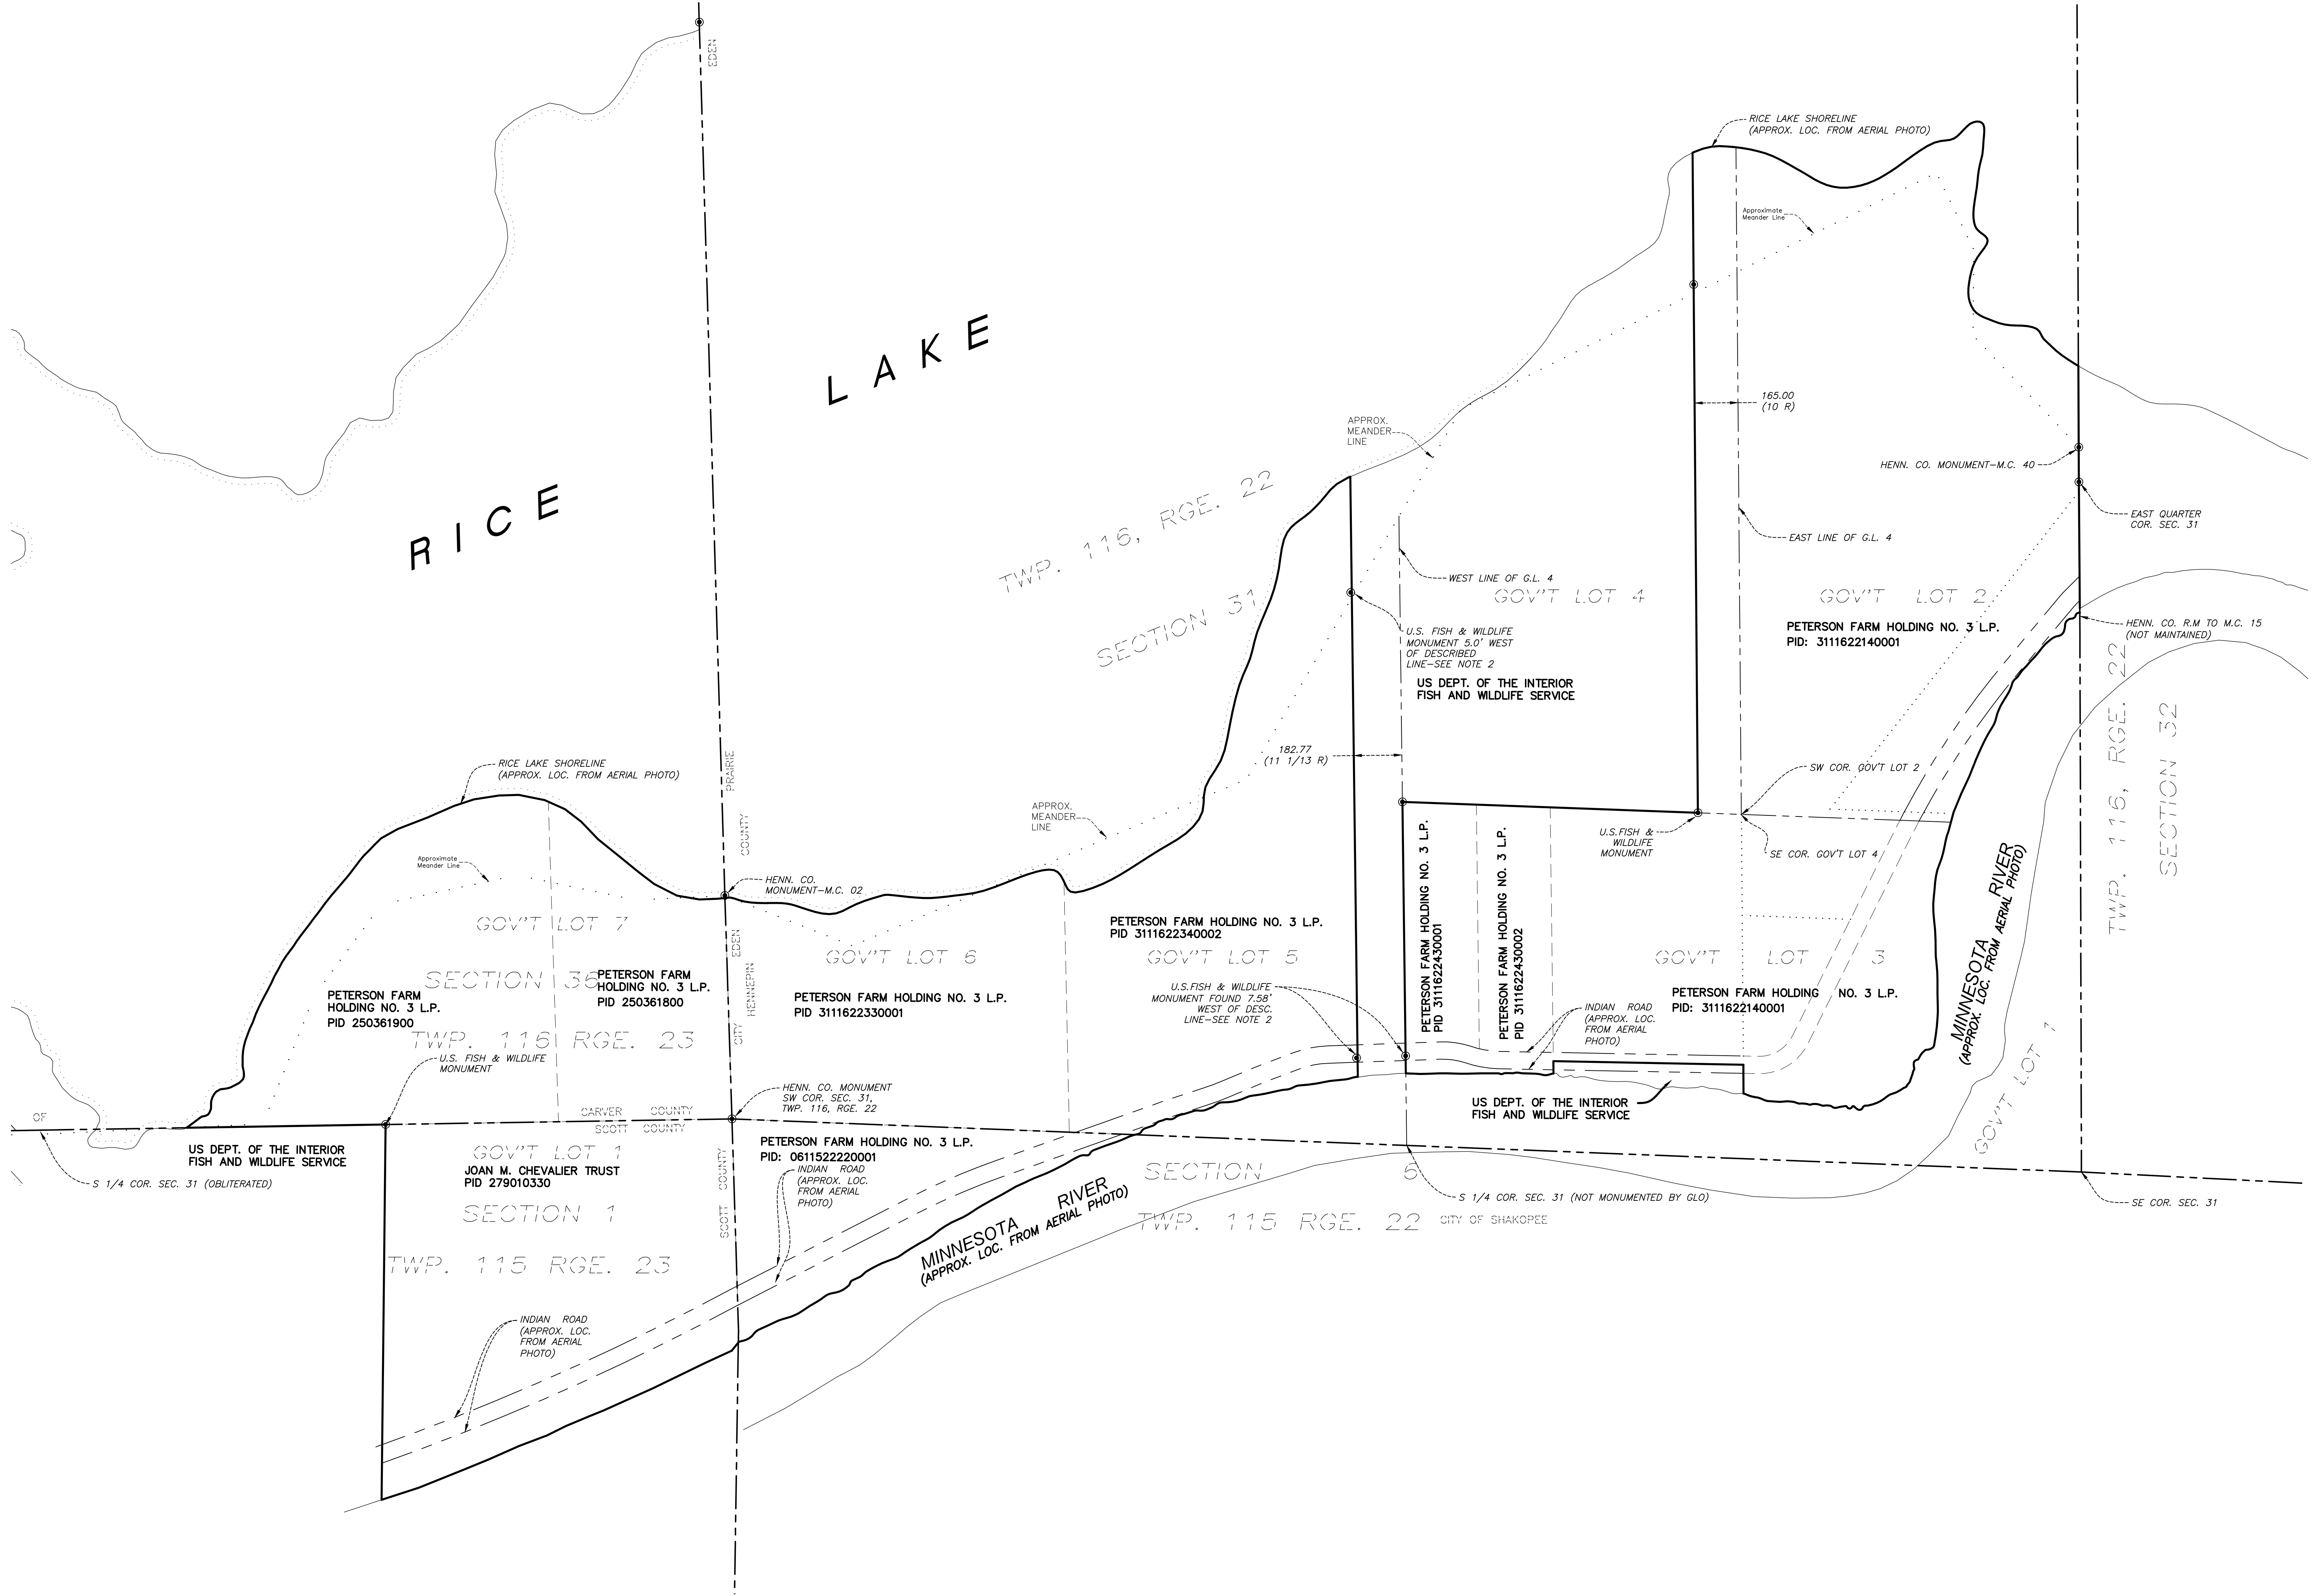 EDEN
RICE LAKE SHORELINE
(APPROX. LOC. FROM AERIAL PHOTO)
Approximate
Meander Line
RICE
LAKE
165.00
(10 R)
APPROX.
MEANDER
LINE
HENN. CO. MONUMENT-M.C. 40
EAST QUARTER
COR. SEC. 31
EAST LINE OF G.L. 4
TWP. 116, RGE. 22
SECTION 31
WEST LINE OF G.L. 4
GOV'T LOT 4
GOV'T LOT 2
PETERSON FARM HOLDING NO. 3 L.P.
PID: 3111622140001
HENN. CO. R.M TO M.C. 15
(NOT MAINTAINED)
U.S. FISH & WILDLIFE
MONUMENT 5.0' WEST
OF DESCRIBED
LINE-SEE NOTE 2
US DEPT. OF THE INTERIOR
FISH AND WILDLIFE SERVICE
TWP. 116, RGE. 22
SECTION 32
182.77
(11 1/13 R)
RICE LAKE SHORELINE
(APPROX. LOC. FROM AERIAL PHOTO)
PRAIRIE
COUNTY
SW COR. GOV'T LOT 2
APPROX.
MEANDER
LINE
U.S.FISH &
WILDLIFE
MONUMENT
SE COR. GOV'T LOT 4
Approximate
Meander Line
HENN. CO.
MONUMENT-M.C. 02
PETERSON FARM HOLDING NO. 3 L.P.
PID 3111622430001
PETERSON FARM HOLDING NO. 3 L.P.
PID 3111622430002
MINNESOTA RIVER
(APPROX. LOC. FROM AERIAL PHOTO)
GOV'T LOT 7
EDEN
HENNEPIN
CITY
GOV'T LOT 6
PETERSON FARM HOLDING NO. 3 L.P.
PID 3111622340002
GOV'T LOT 5
GOV'T LOT 3
SECTION 36
PETERSON FARM
HOLDING NO. 3 L.P.
PID 250361800
PETERSON FARM
HOLDING NO. 3 L.P.
PID 250361900
PETERSON FARM HOLDING NO. 3 L.P.
PID 3111622330001
U.S.FISH & WILDLIFE
MONUMENT FOUND 7.58'
WEST OF DESC.
LINE-SEE NOTE 2
INDIAN ROAD
(APPROX. LOC.
FROM AERIAL
PHOTO)
PETERSON FARM HOLDING NO. 3 L.P.
PID: 3111622140001
TWP. 116 RGE. 23
U.S. FISH & WILDLIFE
MONUMENT
HENN. CO. MONUMENT
SW COR. SEC. 31,
TWP. 116, RGE. 22
OF
CARVER COUNTY
SCOTT COUNTY
US DEPT. OF THE INTERIOR
FISH AND WILDLIFE SERVICE
GOV'T LOT 1
US DEPT. OF THE INTERIOR
FISH AND WILDLIFE SERVICE
S 1/4 COR. SEC. 31 (OBLITERATED)
GOV'T LOT 1
JOAN M. CHEVALIER TRUST
PID 279010330
PETERSON FARM HOLDING NO. 3 L.P.
PID: 0611522220001
INDIAN ROAD
(APPROX. LOC.
FROM AERIAL
PHOTO)
SCOTT COUNTY
SECTION 6
S 1/4 COR. SEC. 31 (NOT MONUMENTED BY GLO)
SE COR. SEC. 31
SECTION 1
TWP. 115 RGE. 22 CITY OF SHAKOPEE
MINNESOTA RIVER
(APPROX. LOC. FROM AERIAL PHOTO)
TWP. 115 RGE. 23
INDIAN ROAD
(APPROX. LOC.
FROM AERIAL
PHOTO)